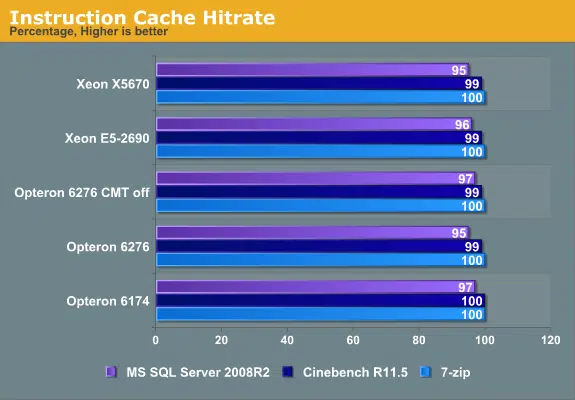 Instruction Cache Hitrate
Percentage, Higher is better
Xeon X5670
95
99
100
Xeon E5-2690
96
99
100
Opteron 6276 CMT off
97
99
100
Opteron 6276
95
99
100
Opteron 6174
97
100
100
0 20 40 60 80 100 120
MS SQL Server 2008R2 Cinebench R11.5 7-zip